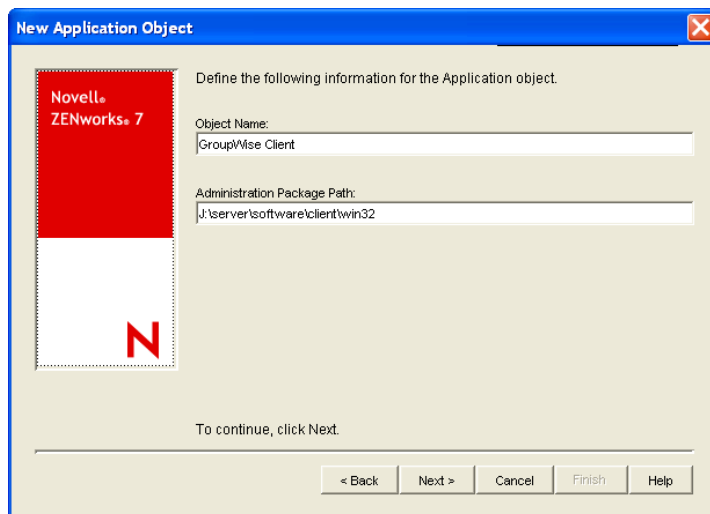 New Application Object
Novell®
ZENworks® 7
Define the following information for the Application object.
Object Name:
GroupWise Client
Administration Package Path:
J:\server\software\client\win32
N
To continue, click Next.
< Back
Next >
Cancel
Finish
Help